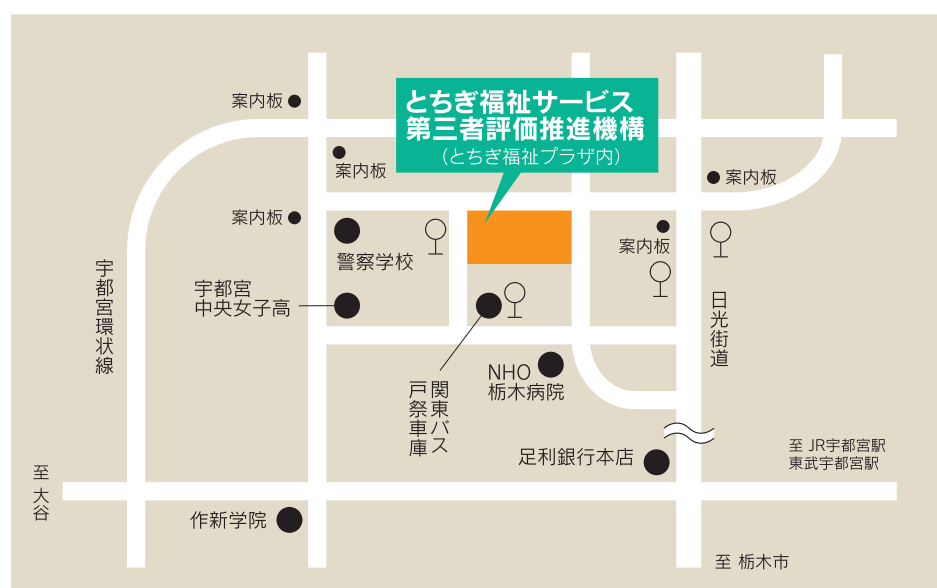 とちぎ福祉サービス
第三者評価推進機構
(とちぎ福祉プラザ内)
案内板
案内板
案内板
案内板
案内板
警察学校
宇都宮
中央女子高
宇都宮環状線
日光街道
関東バス
戸祭車庫
NHO
栃木病院
足利銀行本店
至 JR宇都宮駅
東武宇都宮駅
至 大谷
作新学院
至 栃木市